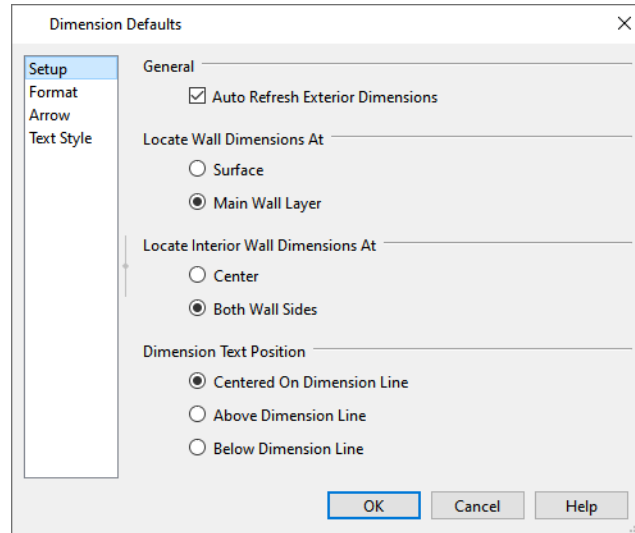 Dimension Defaults
Setup
Format
Arrow
Text Style
General
Auto Refresh Exterior Dimensions
Locate Wall Dimensions At
Surface
Main Wall Layer
Locate Interior Wall Dimensions At
Center
Both Wall Sides
Dimension Text Position
Centered On Dimension Line
Above Dimension Line
Below Dimension Line
OK Cancel Help